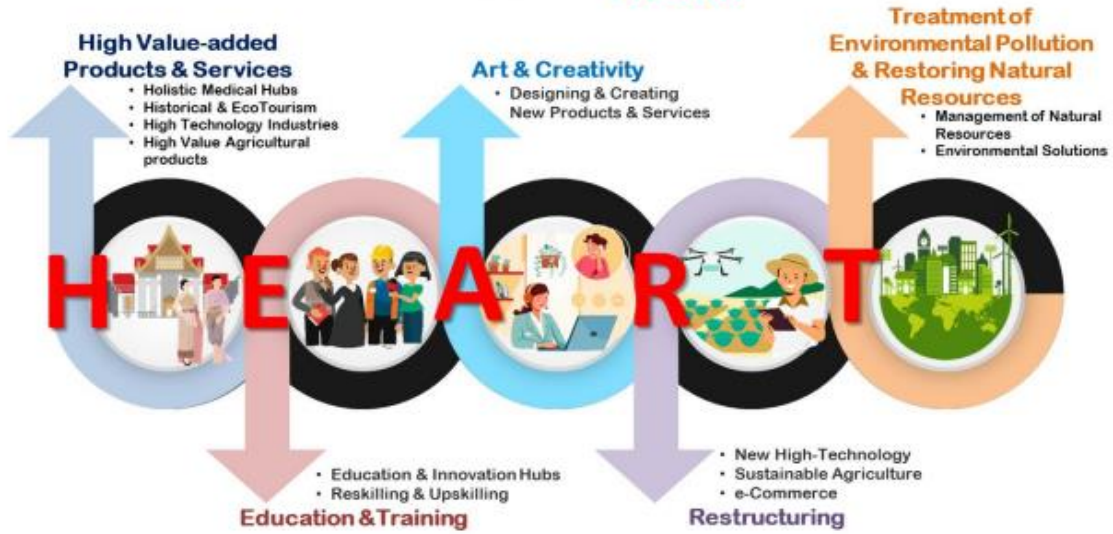 High Value-added
Products & Services
• Holistic Medical Hubs
• Historical & EcoTourism
• High Technology Industries
• High Value Agricultural
products
Art & Creativity
• Designing & Creating
New Products & Services
Treatment of
Environmental Pollution
& Restoring Natural
Resources
• Management of Natural
Resources
• Environmental Solutions
HEART
• Education & Innovation Hubs
• Reskilling & Upskilling
Education & Training
• New High-Technology
• Sustainable Agriculture
• e-Commerce
Restructuring